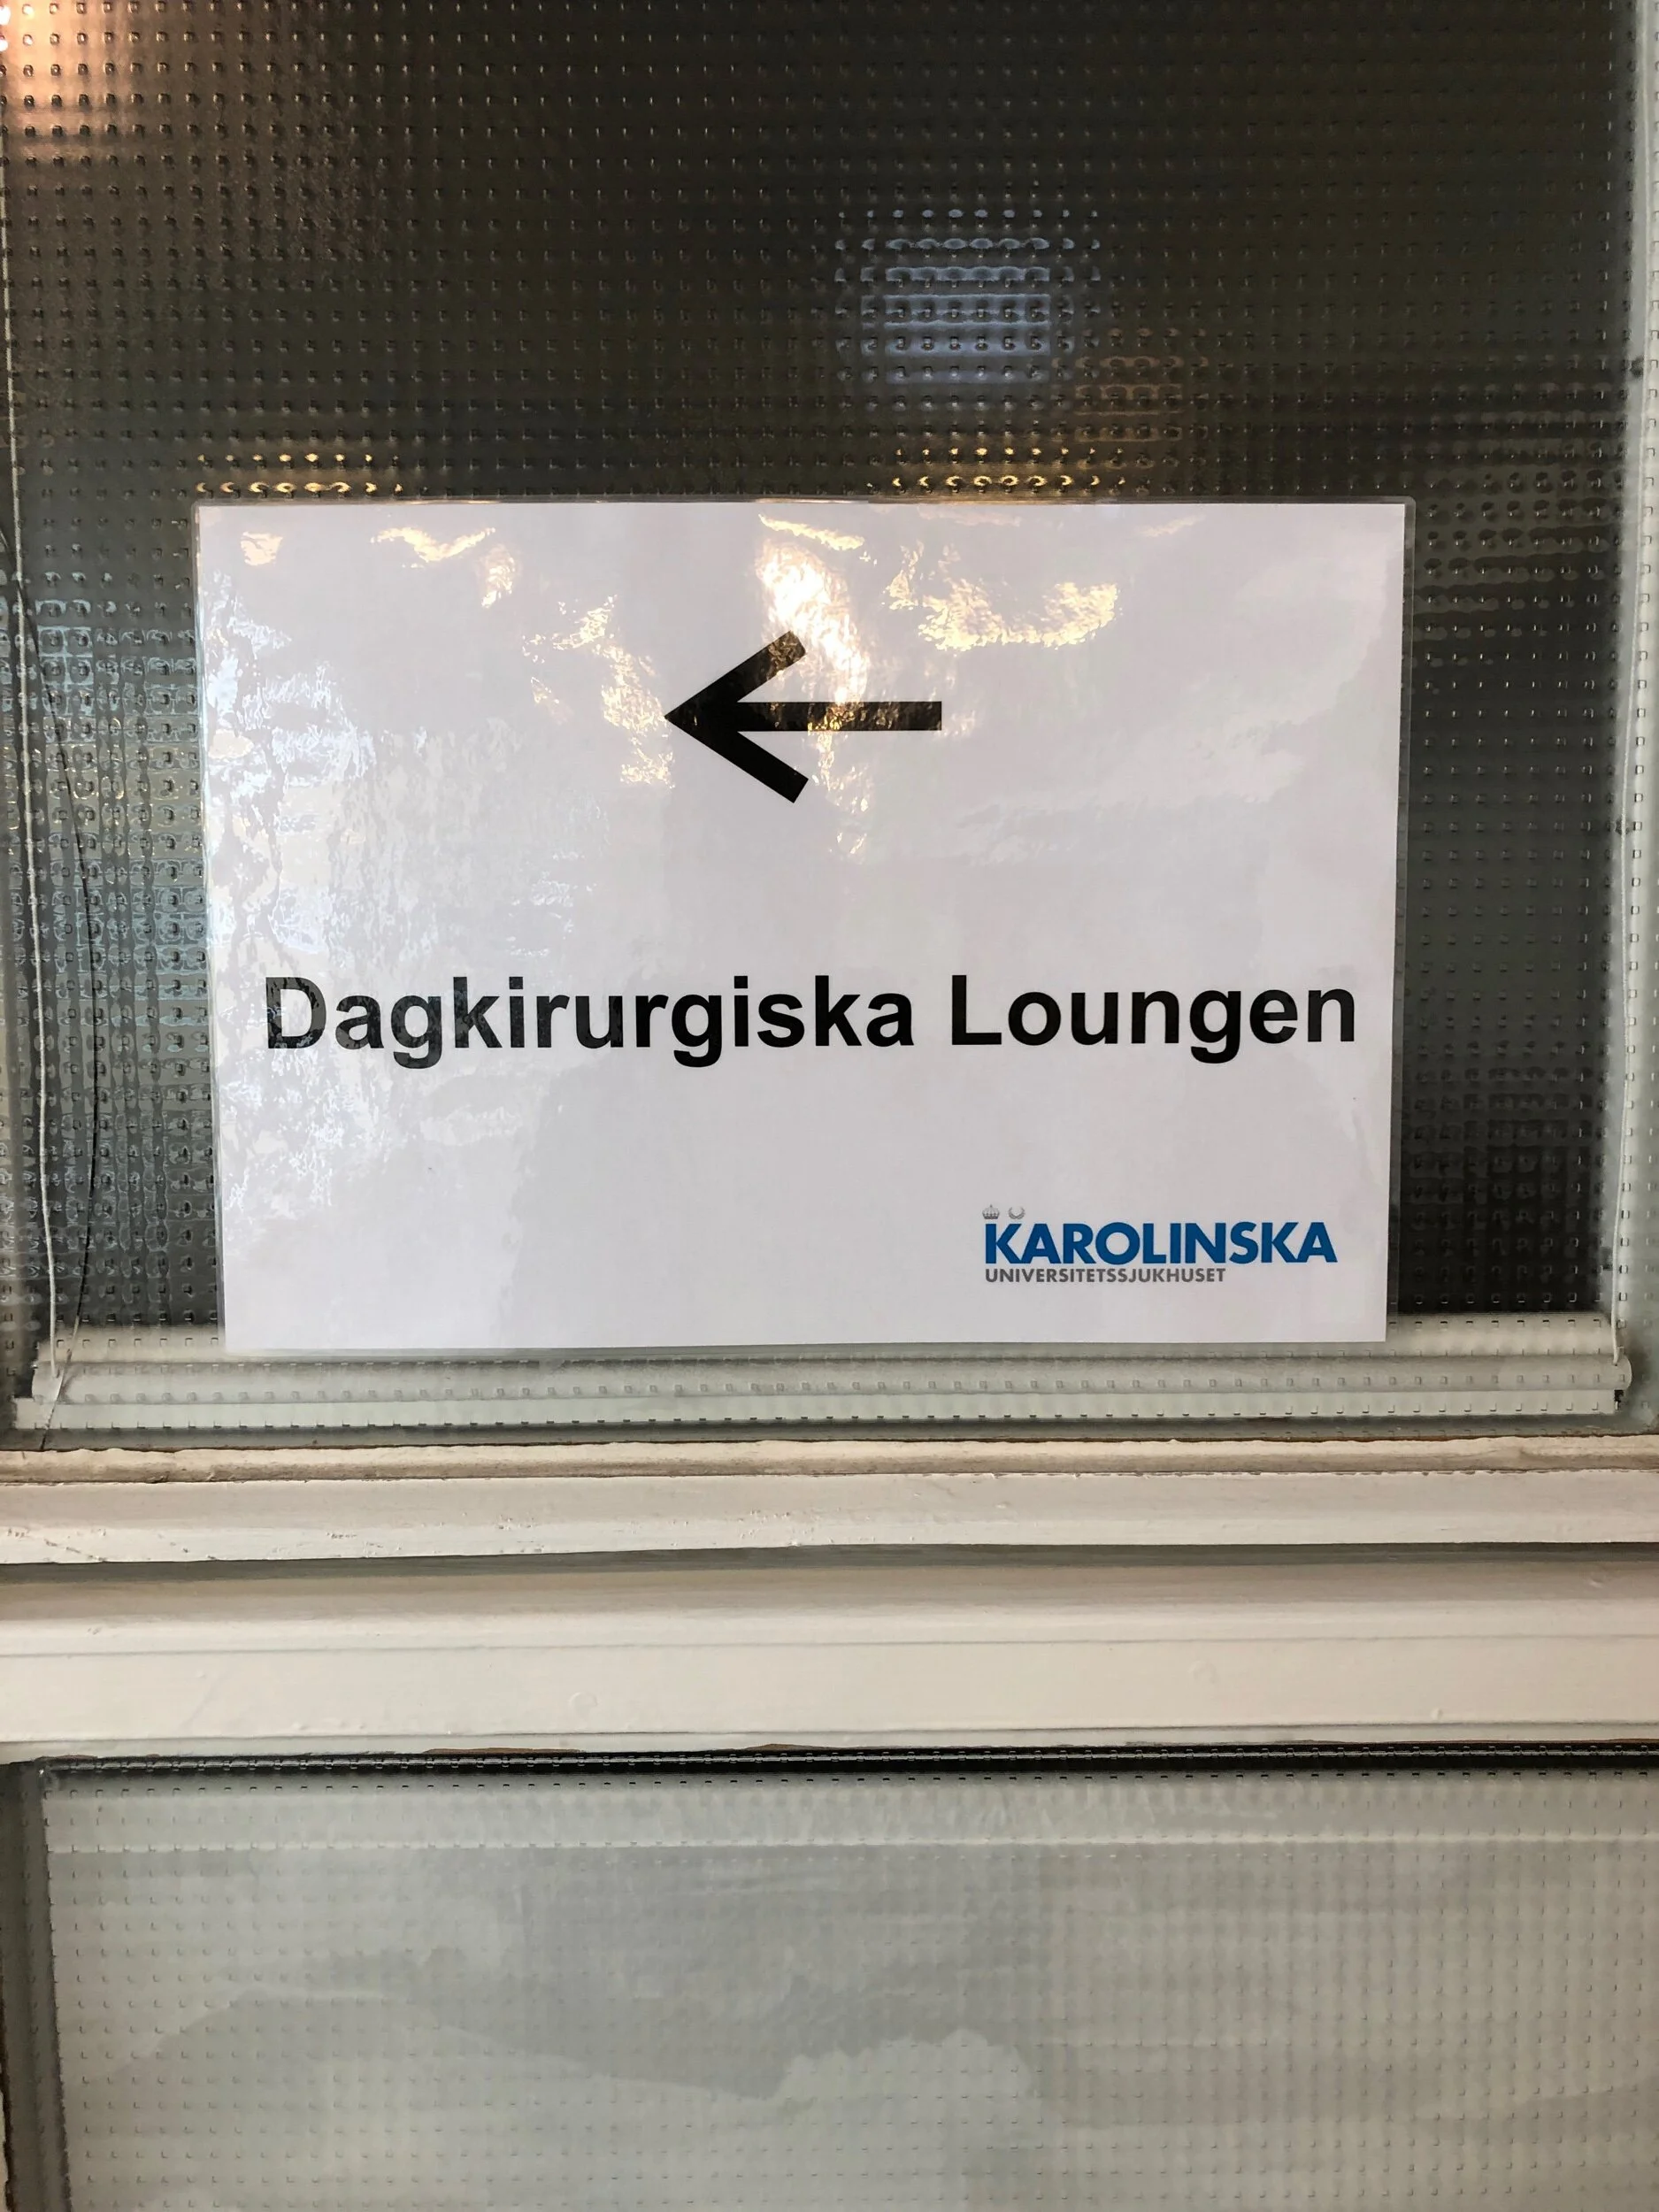 Dagkirurgiska Loungen
KAROLINSKA
UNIVERSITETSSJUKHUSET